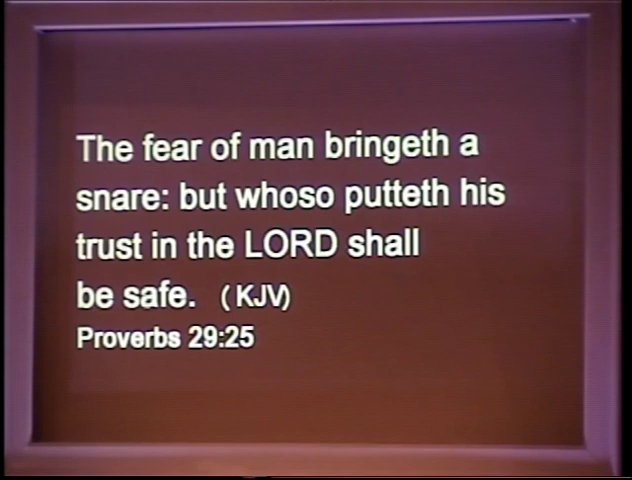 The fear of man bringeth a
snare: but whoso putteth his
trust in the LORD shall
be safe. (KJV)
Proverbs 29:25